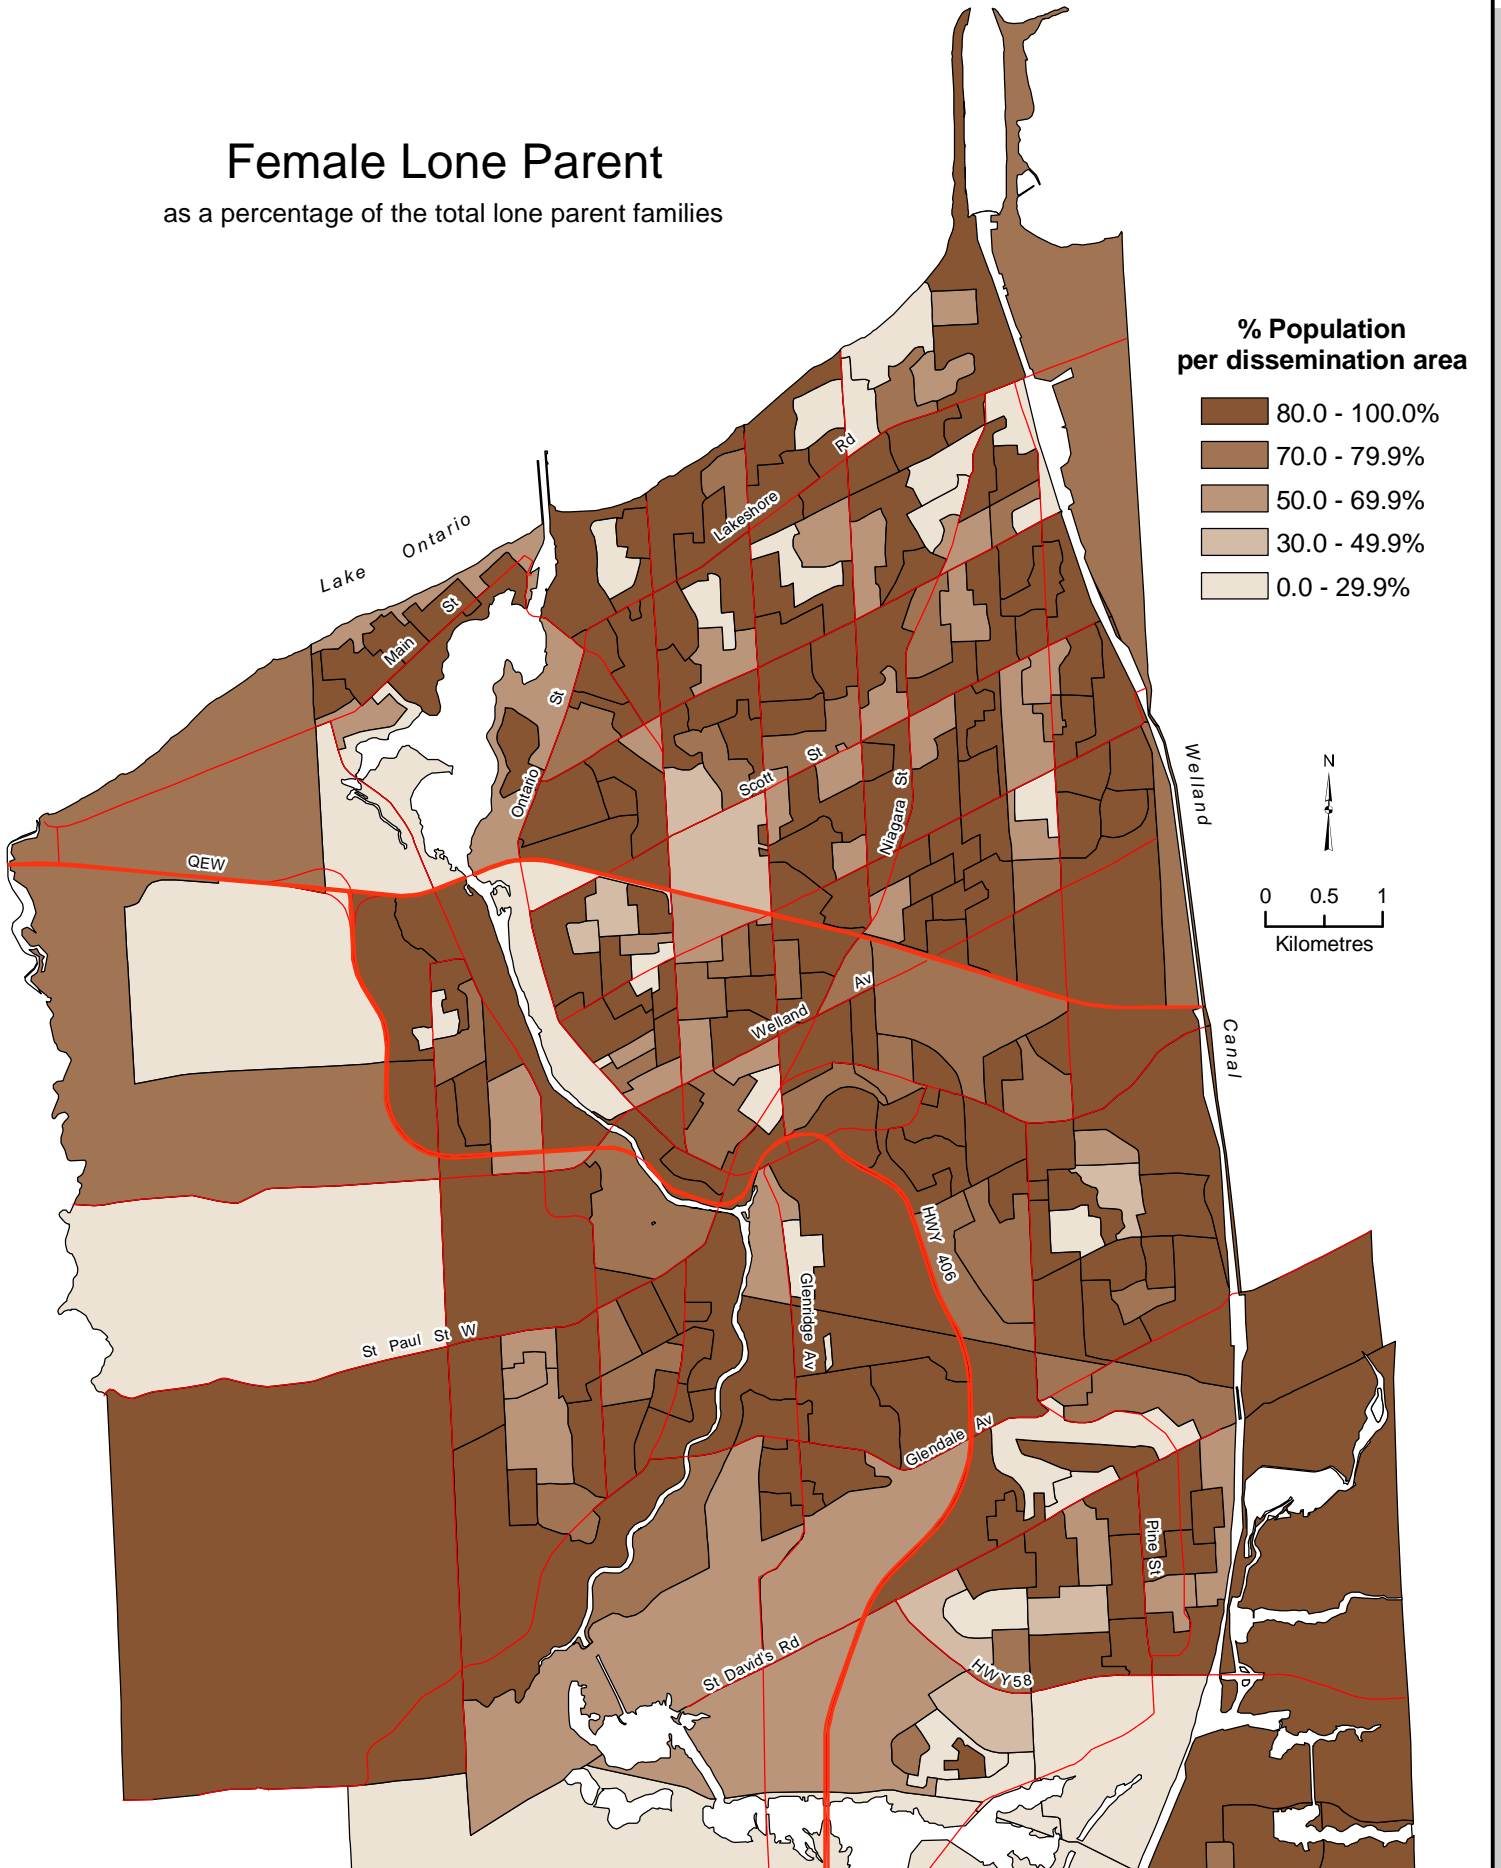 Female Lone Parent
as a percentage of the total lone parent families
% Population
per dissemination area
80.0 - 100.0%
70.0 - 79.9%
50.0 - 69.9%
30.0 - 49.9%
0.0 - 29.9%
Lake Ontario
Lakeshore Rd
Main St
Ontario St
Scott St
Niagara St
Welland Canal
N
0 0.5 1
Kilometres
QEW
Welland Av
HWY 406
Glenridge Av
St Paul St W
Glendale Av
Pine St
St David's Rd
HWY58